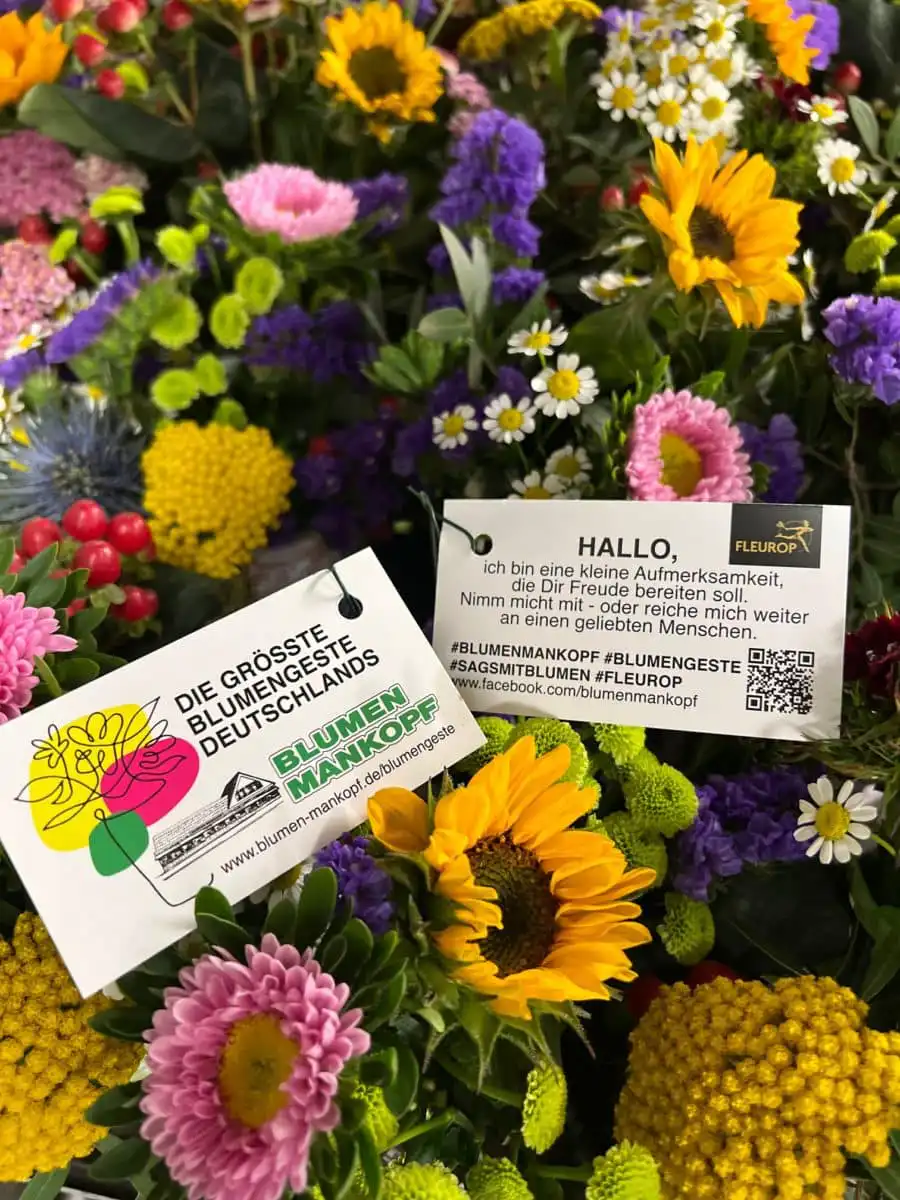 DIE GRÖSSTE
BLUMENGESTE
DEUTSCHLANDS
BLUMEN
MANKOPF
www.blumen-mankopf.de/blumengeste
FLEUROP
HALLO,
ich bin eine kleine Aufmerksamkeit,
die Dir Freude bereiten soll.
Nimm micht mit - oder reiche mich weiter
an einen geliebten Menschen.
#BLUMENMANKOPF #BLUMENGESTE
#SAGSMITBLUMEN #FLEUROP
www.facebook.com/blumenmankopf